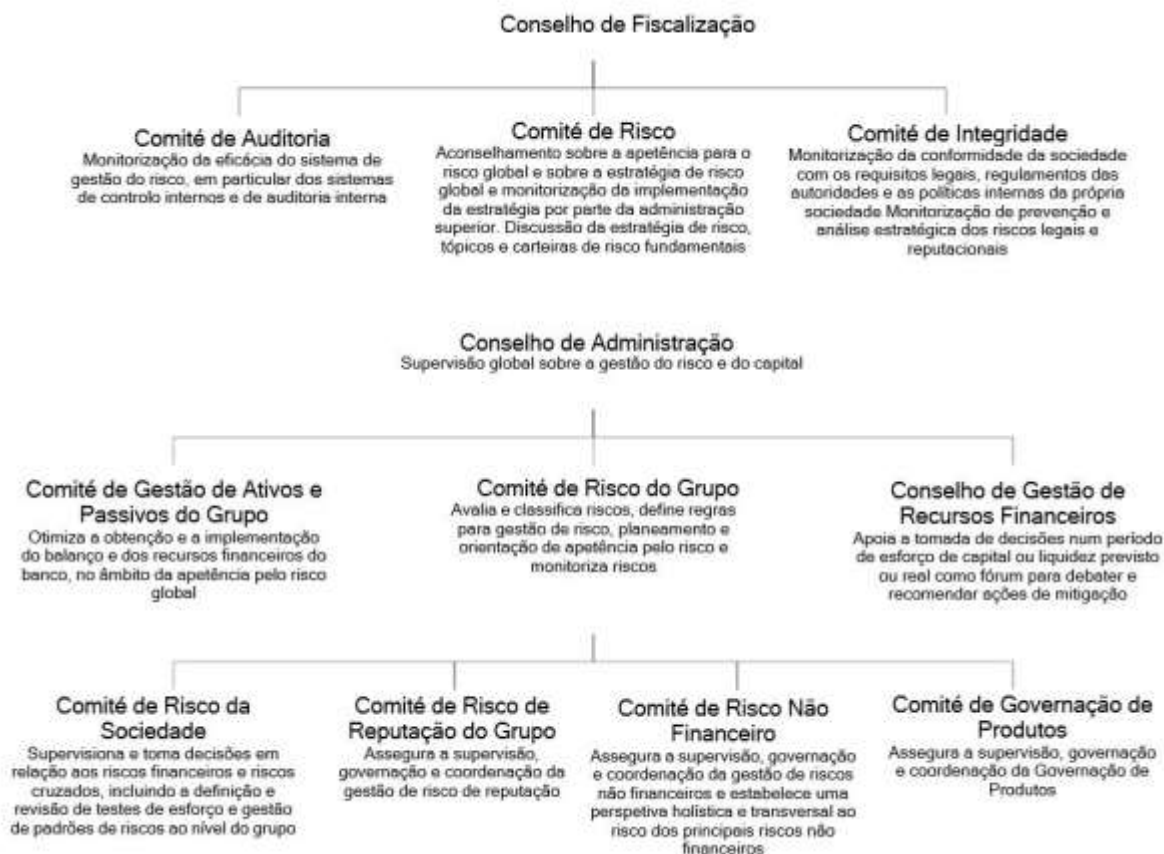 Conselho de Fiscalização
Comité de Auditoria
Monitorização da eficácia do sistema de
gestão do risco, em particular dos sistemas
de controlo internos e de auditoria interna
Comité de Risco
Aconselhamento sobre a apetência para o
risco global e sobre a estratégia de risco
global e monitorização da implementação
da estratégia por parte da administração
superior. Discussão da estratégia de risco,
tópicos e carteiras de risco fundamentais
Comité de Integridade
Monitorização da conformidade da sociedade
com os requisitos legais, regulamentos das
autoridades e as políticas internas da própria
sociedade Monitorização de prevenção e
análise estratégica dos riscos legais e
reputacionais
Conselho de Administração
Supervisão global sobre a gestão do risco e do capital
Comité de Gestão de Ativos e
Passivos do Grupo
Otimiza a obtenção e a implementação
do balanço e dos recursos financeiros do
banco, no âmbito da apetência pelo risco
global
Comité de Risco do Grupo
Avalia e classifica riscos, define regras
para gestão de risco, planeamento e
orientação de apetência pelo risco e
monitoriza riscos
Conselho de Gestão de
Recursos Financeiros
Apoia a tomada de decisões num período
de esforço de capital ou liquidez previsto
ou real como fórum para debater e
recomendar ações de mitigação
Comité de Risco da
Sociedade
Supervisiona e toma decisões em
relação aos riscos financeiros e riscos
cruzados, incluindo a definição e
revisão de testes de esforço e gestão
de padrões de riscos ao nível do grupo
Comité de Risco de
Reputação do Grupo
Assegura a supervisão,
governação e coordenação da
gestão de risco de reputação
Comité de Risco Não
Financeiro
Assegura a supervisão, governação
e coordenação da gestão de riscos
não financeiros e estabelece uma
perspetiva holística e transversal ao
risco dos principais riscos não
financeiros
Comité de Governação de
Produtos
Assegura a supervisão, governação
e coordenação da Governação de
Produtos